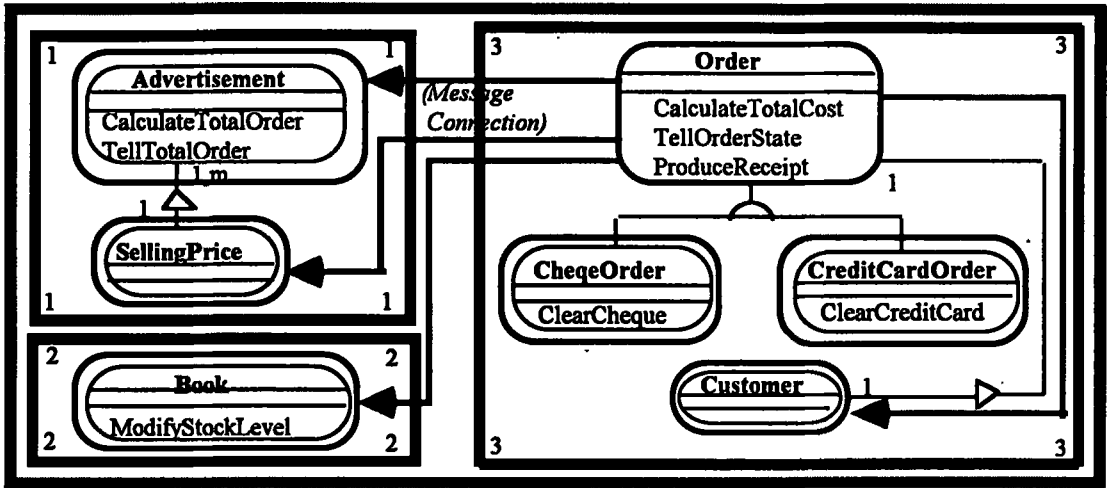 1 1
Advertisement
CalculateTotalOrder
TellTotalOrder
1,m
1
SellingPrice
1 1
(Message
Connection)
2 2
Book
ModifyStockLevel
2 2
3 3
Order
CalculateTotalCost
TellOrderState
ProduceReceipt
1
CheqeOrder
ClearCheque
CreditCardOrder
ClearCreditCard
Customer
1
3 3